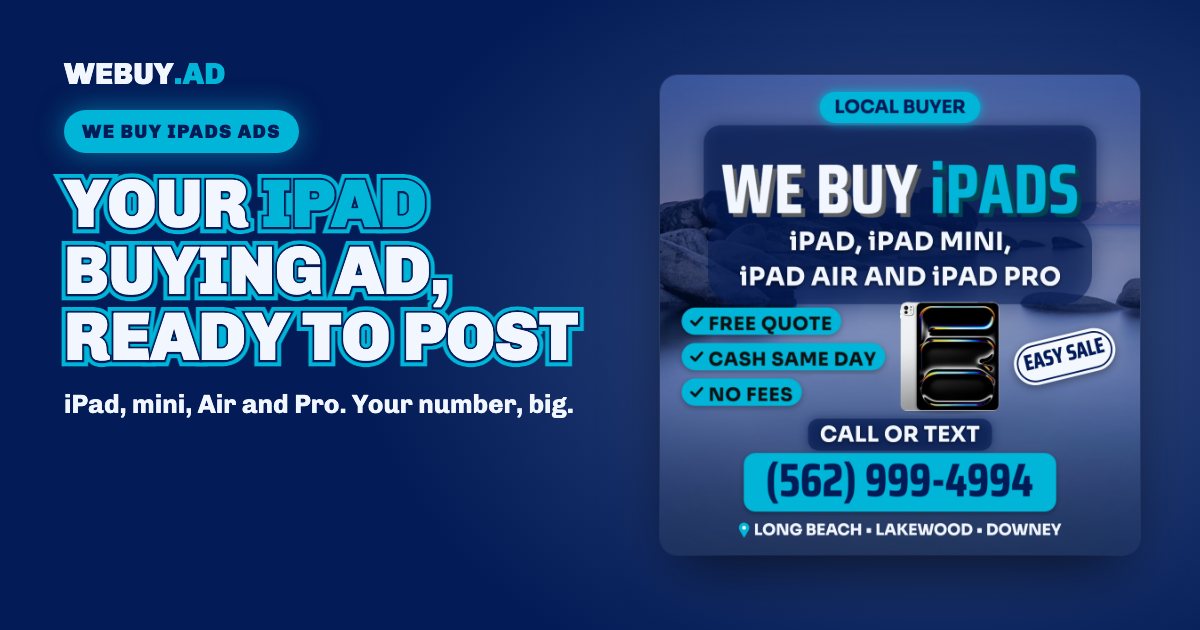 WEBUY.AD
WE BUY IPADS ADS
YOUR IPAD
BUYING AD,
READY TO POST
iPad, mini, Air and Pro. Your number, big.
LOCAL BUYER
WE BUY iPADS
iPAD, iPAD MINI,
iPAD AIR AND iPAD PRO
FREE QUOTE
CASH SAME DAY
NO FEES
EASY SALE
CALL OR TEXT
(562) 999-4994
LONG BEACH ▪ LAKEWOOD ▪ DOWNEY